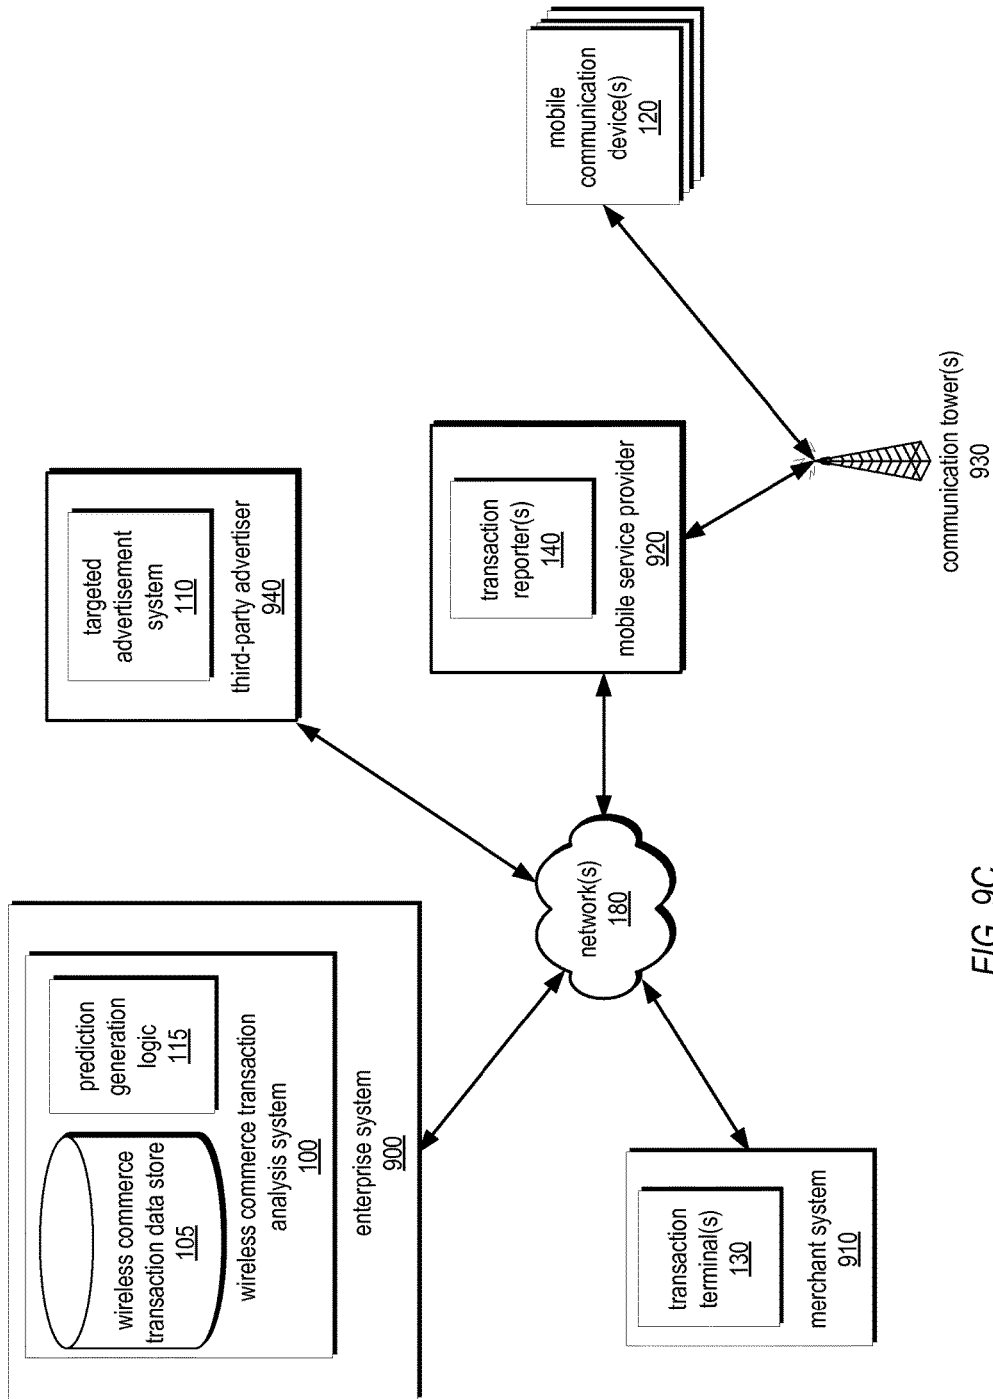 wireless commerce
transaction data store
105
prediction
generation
logic
115
wireless commerce transaction
analysis system
100
enterprise system
900
targeted
advertisement
system
110
third-party advertiser
940
transaction
terminal(s)
130
merchant system
910
network(s)
180
transaction
reporter(s)
140
mobile service provider
920
mobile
communication
device(s)
120
communication tower(s)
930
FIG. 9C